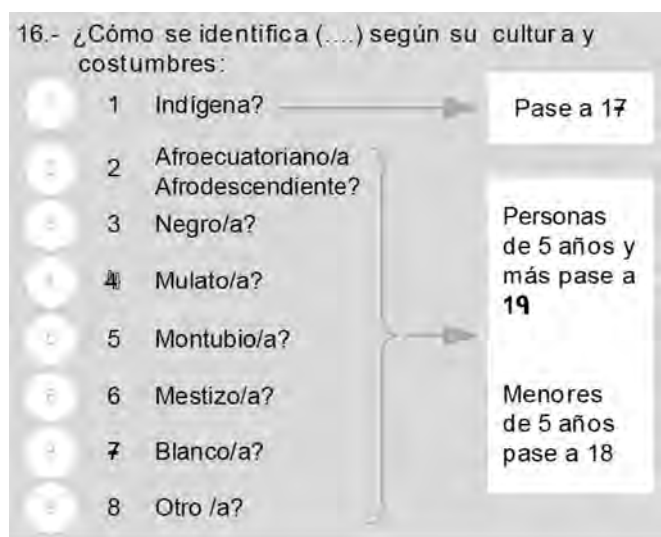 16.- ¿Cómo se identifica (....) según su cultura y
costumbres:
1 Indígena?
Pase a 17
2 Afroecuatoriano/a
Afrodescendiente?
3 Negro/a?
4 Mulato/a?
5 Montubio/a?
6 Mestizo/a?
7 Blanco/a?
8 Otro /a?
Personas
de 5 años y
más pase a
19
Menores
de 5 años
pase a 18